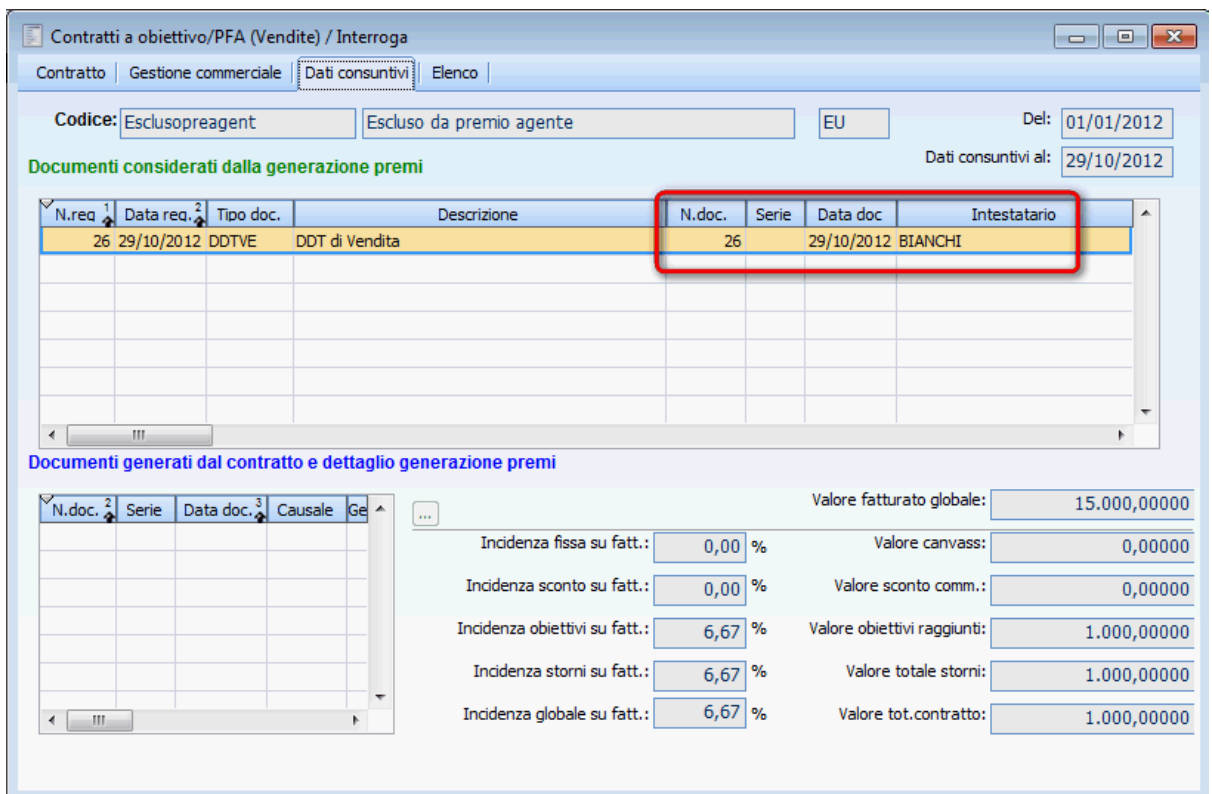 Contratti a obiettivo/PFA (Vendite) / Interroga
Contratto Gestione commerciale Dati consuntivi Elenco
Codice: Esclusopreagent Escluso da premio agente EU Del: 01/01/2012
Documenti considerati dalla generazione premi Dati consuntivi al: 29/10/2012
N.reg 1 Data reg. 2 Tipo doc. Descrizione N.doc. Serie Data doc Intestatario
26 29/10/2012 DDTVE DDT di Vendita 26 29/10/2012 BIANCHI
Documenti generati dal contratto e dettaglio generazione premi
N.doc. 2 Serie Data doc. 3 Causale Ge
... Valore fatturato globale: 15.000,00000
Incidenza fissa su fatt.: 0,00 % Valore canvass: 0,00000
Incidenza sconto su fatt.: 0,00 % Valore sconto comm.: 0,00000
Incidenza obiettivi su fatt.: 6,67 % Valore obiettivi raggiunti: 1.000,00000
Incidenza storni su fatt.: 6,67 % Valore totale storni: 1.000,00000
Incidenza globale su fatt.: 6,67 % Valore tot.contratto: 1.000,00000